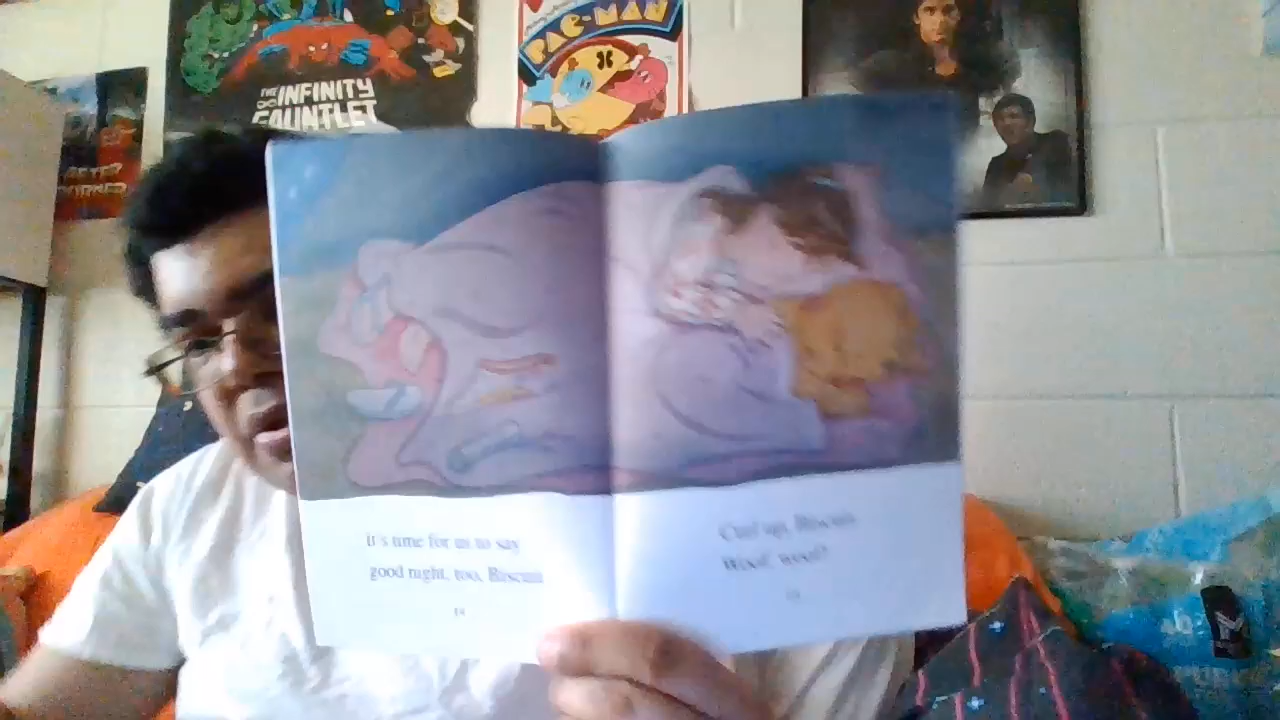 THE
INFINITY
GAUNTLET
PAC-MAN
AFTER
it's time for us to say
good night, too, Biscuit.
Curl up, Biscuit.
Woof, woof!